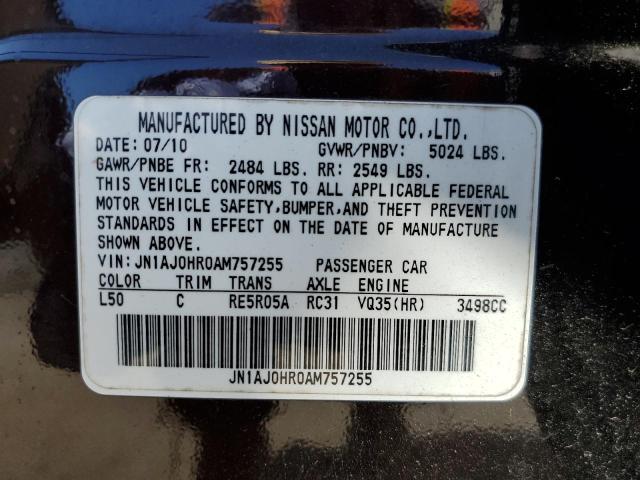 MANUFACTURED BY NISSAN MOTOR CO.,LTD.
DATE: 07/10 GVWR/PNBV: 5024 LBS.
GAWR/PNBE FR: 2484 LBS. RR: 2549 LBS.
THIS VEHICLE CONFORMS TO ALL APPLICABLE FEDERAL
MOTOR VEHICLE SAFETY,BUMPER,AND THEFT PREVENTION
STANDARDS IN EFFECT ON THE DATE OF MANUFACTURE
SHOWN ABOVE.
VIN:JN1AJ0HR0AM757255 PASSENGER CAR
COLOR TRIM TRANS AXLE ENGINE
L50 C RE5R05A RC31 VQ35(HR) 3498CC
JN1AJ0HR0AM757255